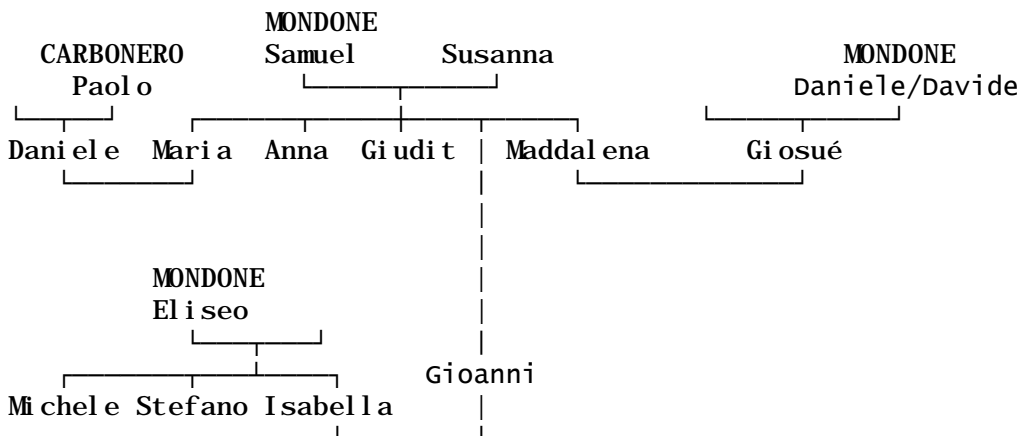 MONDONE
CARBONERO Samuel Susanna MONDONE
Paolo Daniele/Davide
Daniele Maria Anna Giudit Maddalena Giosué
MONDONE
Eliseo
Gioanni
Michele Stefano Isabella